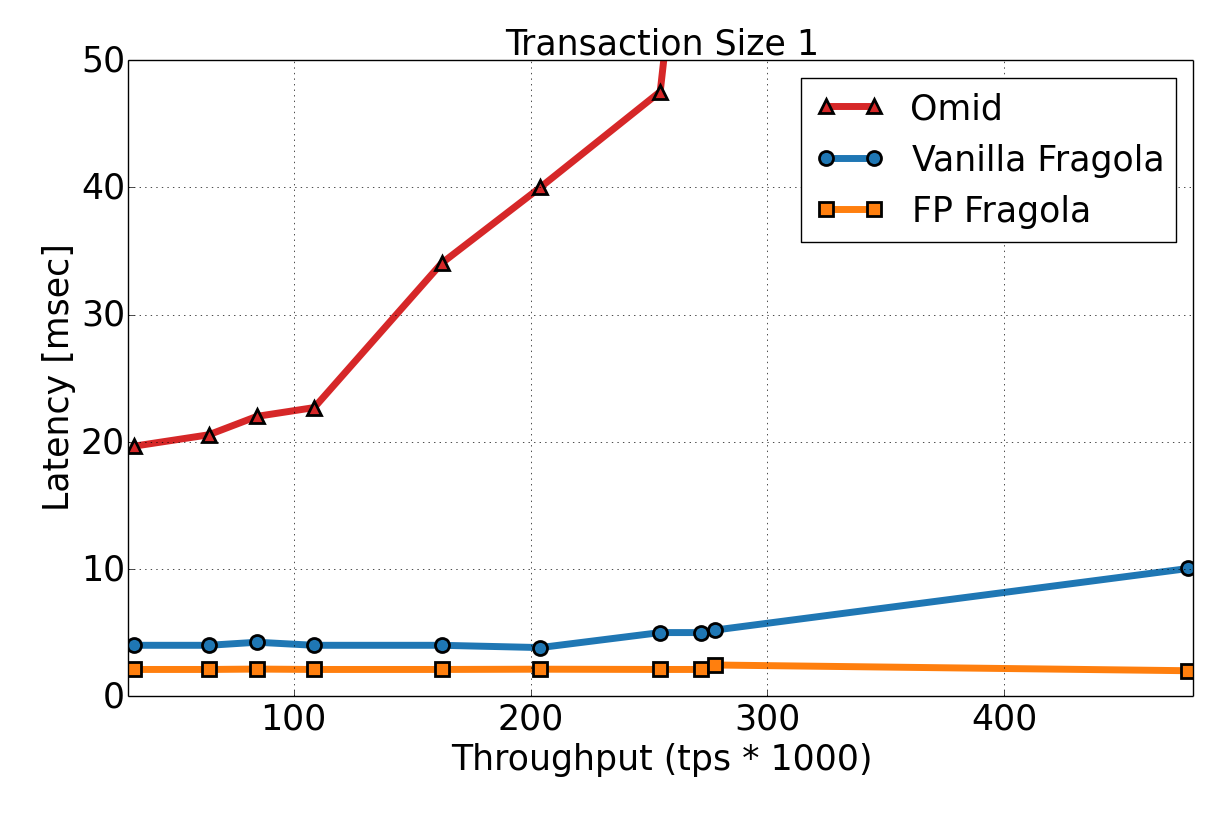 Transaction Size 1
50
40
30
20
10
0
Latency [msec]
Omid
Vanilla Fragola
FP Fragola
100 200 300 400
Throughput (tps * 1000)